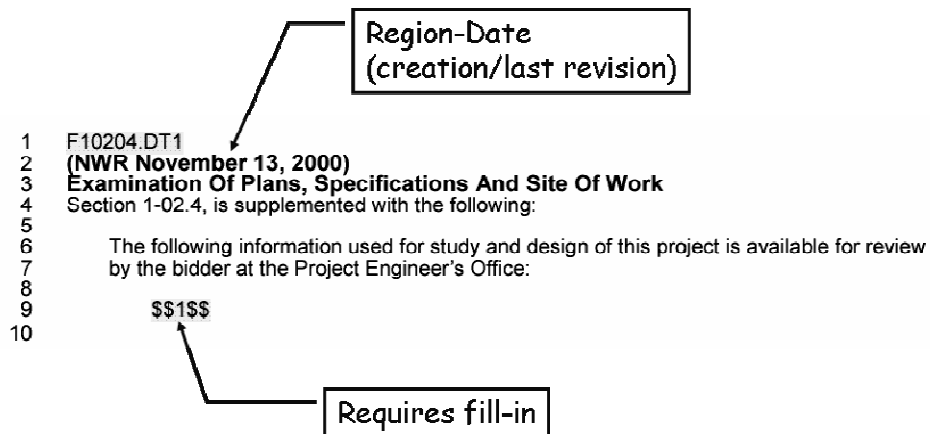 Region-Date
(creation/last revision)
1 F10204.DT1
2 (NWR November 13, 2000)
3 Examination Of Plans, Specifications And Site Of Work
4 Section 1-02.4, is supplemented with the following:
5
6 The following information used for study and design of this project is available for review
7 by the bidder at the Project Engineer's Office:
8
9 $$1$$
10
Requires fill-in